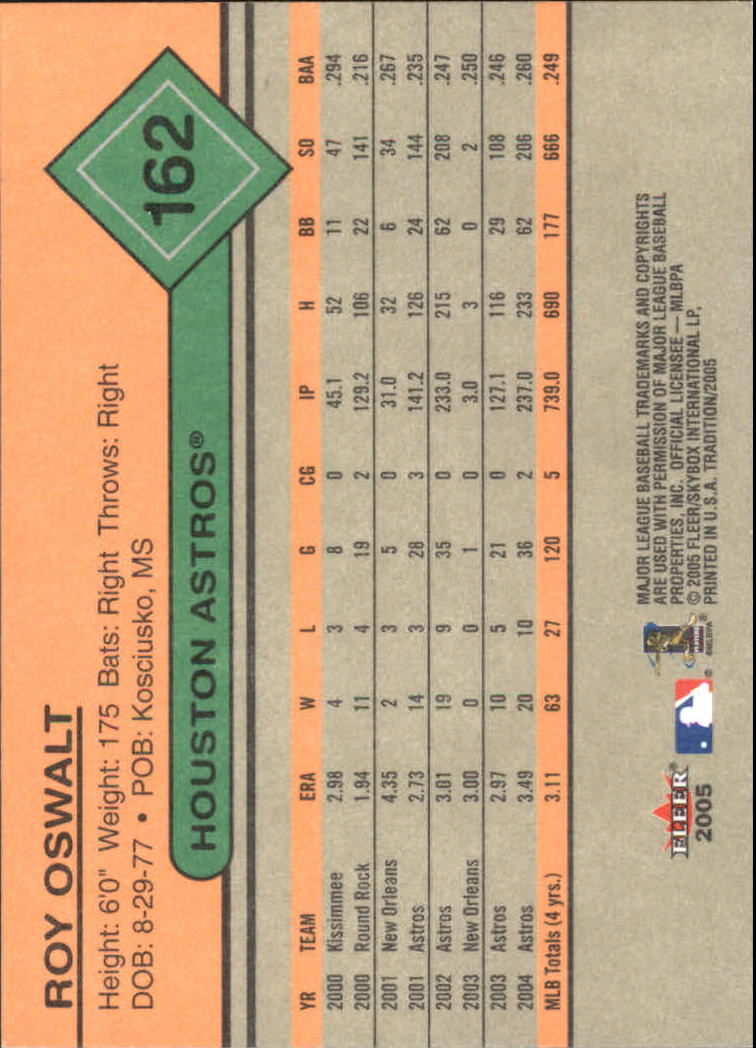 ROY OSWALT
Height: 6'0" Weight: 175 Bats: Right Throws: Right
DOB: 8-29-77 • POB: Kosciusko, MS
162
HOUSTON ASTROS®
YR TEAM ERA W L G CG IP H BB SO BAA
2000 Kissimmee 2.98 4 3 8 0 45.1 52 11 47 .294
2000 Round Rock 1.94 11 4 19 2 129.2 106 22 141 .216
2001 New Orleans 4.35 2 3 5 0 31.0 32 6 34 .267
2001 Astros 2.73 14 3 28 3 141.2 126 24 144 .235
2002 Astros 3.01 19 9 35 0 233.0 215 62 208 .247
2003 New Orleans 3.00 0 0 1 0 3.0 3 0 2 .250
2003 Astros 2.97 10 5 21 0 127.1 116 29 108 .246
2004 Astros 3.49 20 10 36 2 237.0 233 62 206 .260
MLB Totals (4 yrs.) 3.11 63 27 120 5 739.0 690 177 666 .249
FLEER®
2005
®
©MLBPA
MAJOR LEAGUE BASEBALL TRADEMARKS AND COPYRIGHTS
ARE USED WITH PERMISSION OF MAJOR LEAGUE BASEBALL
PROPERTIES, INC. OFFICIAL LICENSEE — MLBPA
© 2005 FLEER/SKYBOX INTERNATIONAL LP,
PRINTED IN U.S.A. TRADITION/2005